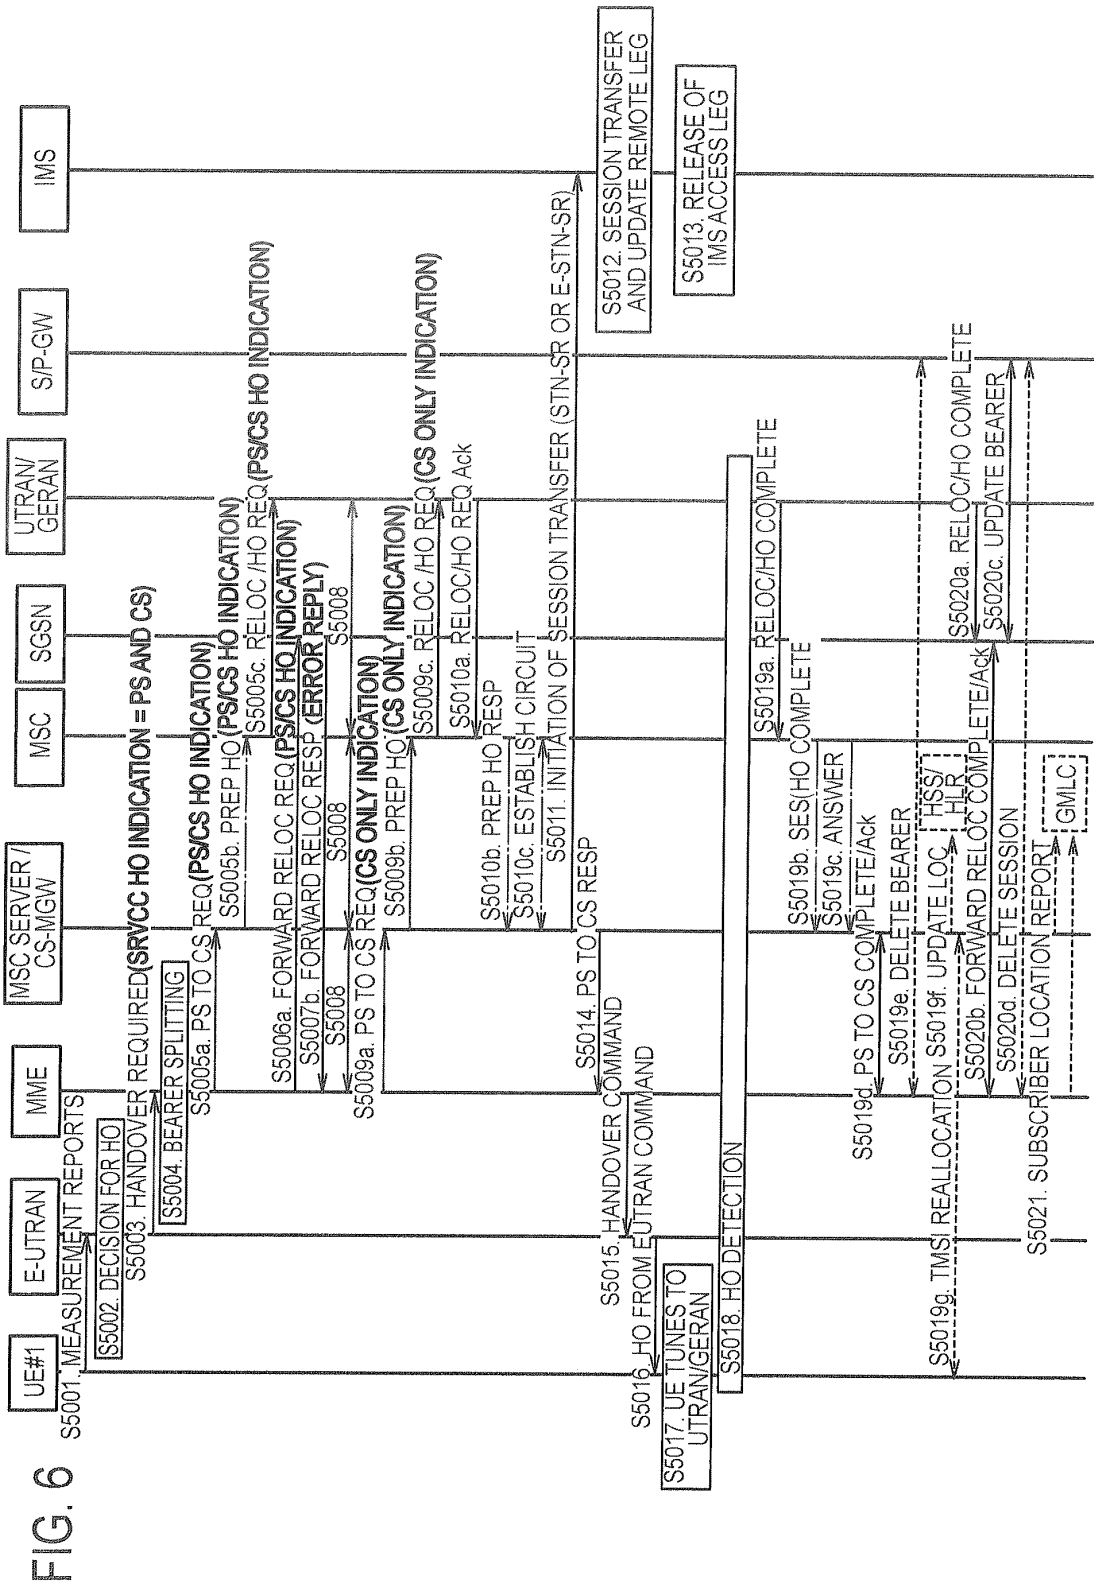 FIG. 6
UE#1
E-UTRAN
MME
MSC SERVER /
CS-MGW
MSC
SGSN
UTRAN/
GERAN
S/P-GW
IMS
S5001. MEASUREMENT REPORTS
S5002. DECISION FOR HO
S5003. HANDOVER REQUIRED(SRVCC HO INDICATION = PS AND CS)
S5004. BEARER SPLITTING
S5005a. PS TO CS REQ(PS/CS HO INDICATION)
S5005b. PREP HO (PS/CS HO INDICATION)
S5005c. RELOC /HO REQ(PS/CS HO INDICATION)
S5006a. FORWARD RELOC REQ(PS/CS HO INDICATION)
S5007b. FORWARD RELOC RESP (ERROR REPLY)
S5008
S5008
S5008
S5009a. PS TO CS REQ(CS ONLY INDICATION)
S5009b. PREP HO (CS ONLY INDICATION)
S5009c. RELOC /HO REQ(CS ONLY INDICATION)
S5010a. RELOC/HO REQ Ack
S5010b. PREP HO RESP
S5010c. ESTABLISH CIRCUIT
S5011. INITIATION OF SESSION TRANSFER (STN-SR OR E-STN-SR)
S5012. SESSION TRANSFER
AND UPDATE REMOTE LEG
S5013. RELEASE OF
IMS ACCESS LEG
S5014. PS TO CS RESP
S5015. HANDOVER COMMAND
S5016. HO FROM EUTRAN COMMAND
S5017. UE TUNES TO
UTRAN/GERAN
S5018. HO DETECTION
S5019a. RELOC/HO COMPLETE
S5019b. SES(HO COMPLETE
S5019c. ANSWER
S5019d. PS TO CS COMPLETE/Ack
S5019e. DELETE BEARER
S5019f. UPDATE LOC
HSS/
HLR
S5019g. TMSI REALLOCATION
S5020a. RELOC/HO COMPLETE
S5020b. FORWARD RELOC COMPLETE/Ack
S5020c. UPDATE BEARER
S5020d. DELETE SESSION
S5021. SUBSCRIBER LOCATION REPORT
GMLC